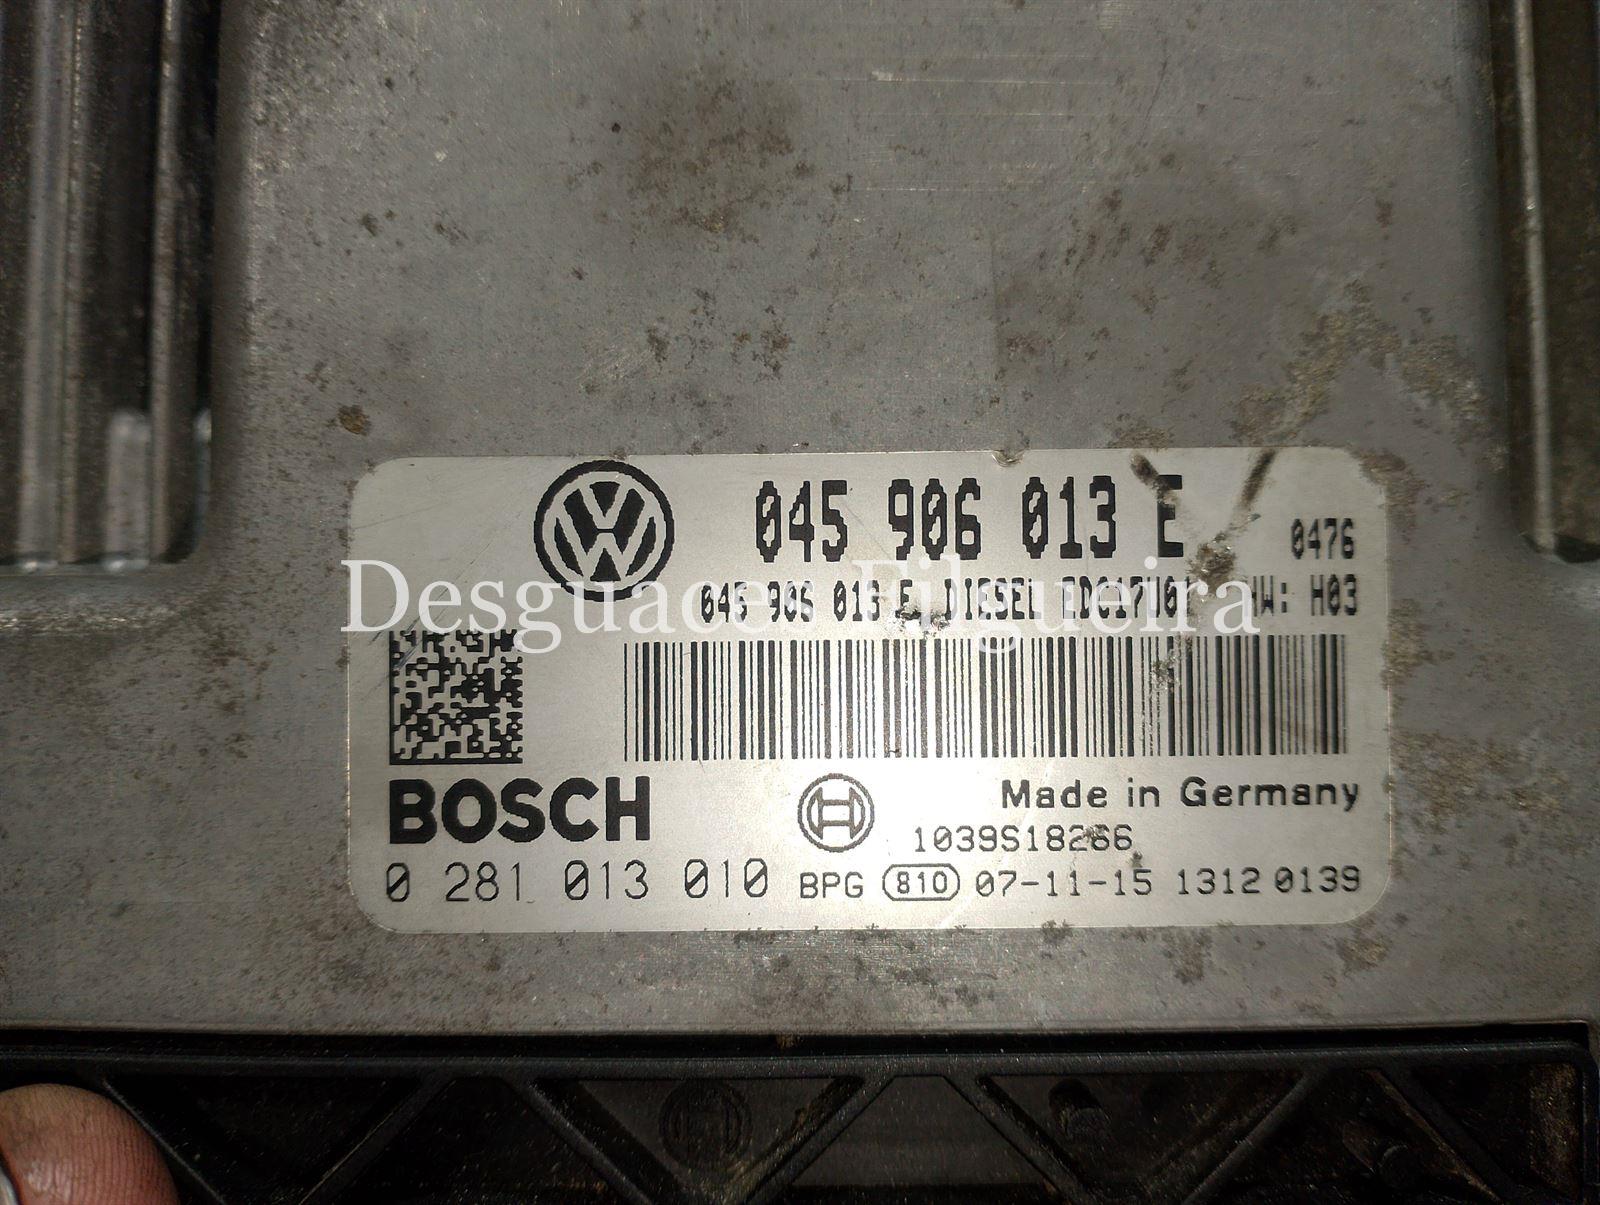 045 906 013 E
0476
045 906 013 E DIESEL EDC17U0 HW: H03
Desguaces Filgueira
BOSCH
Made in Germany
1039S18266
0 281 013 010 BPG 810 07-11-15 1312 0139